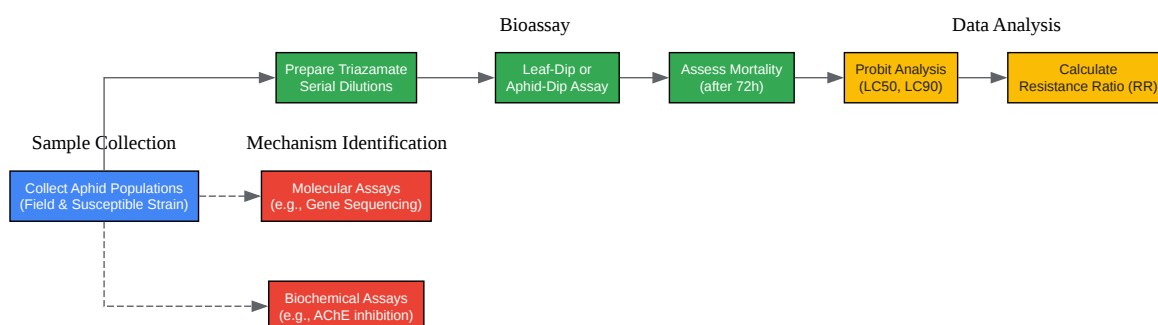 Bioassay
Data Analysis
Prepare Triazamate
Serial Dilutions
Leaf-Dip or
Aphid-Dip Assay
Assess Mortality
(after 72h)
Probit Analysis
(LC50, LC90)
Calculate
Resistance Ratio (RR)
Sample Collection
Mechanism Identification
Collect Aphid Populations
(Field & Susceptible Strain)
Molecular Assays
(e.g., Gene Sequencing)
Biochemical Assays
(e.g., AChE inhibition)